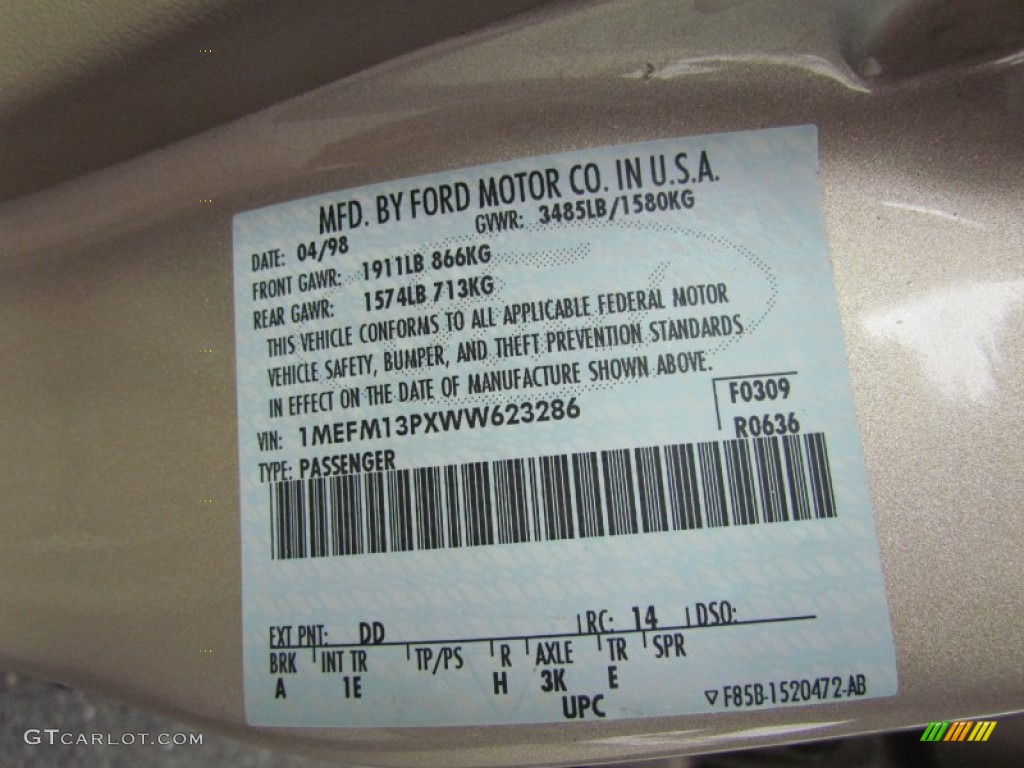 MFD. BY FORD MOTOR CO. IN U.S.A.
DATE: 04/98 GVWR: 3485LB/1580KG
FRONT GAWR: 1911LB 866KG
REAR GAWR: 1574LB 713KG
THIS VEHICLE CONFORMS TO ALL APPLICABLE FEDERAL MOTOR
VEHICLE SAFETY, BUMPER, AND THEFT PREVENTION STANDARDS
IN EFFECT ON THE DATE OF MANUFACTURE SHOWN ABOVE.
VIN: 1MEFM13PXWW623286 F0309
TYPE: PASSENGER R0636
EXT PNT: DD RC: 14 DSO:
BRK INT TR TP/PS R AXLE TR SPR
A 1E H 3K E
UPC ▽F85B-1520472-AB
GTCARLOT.COM